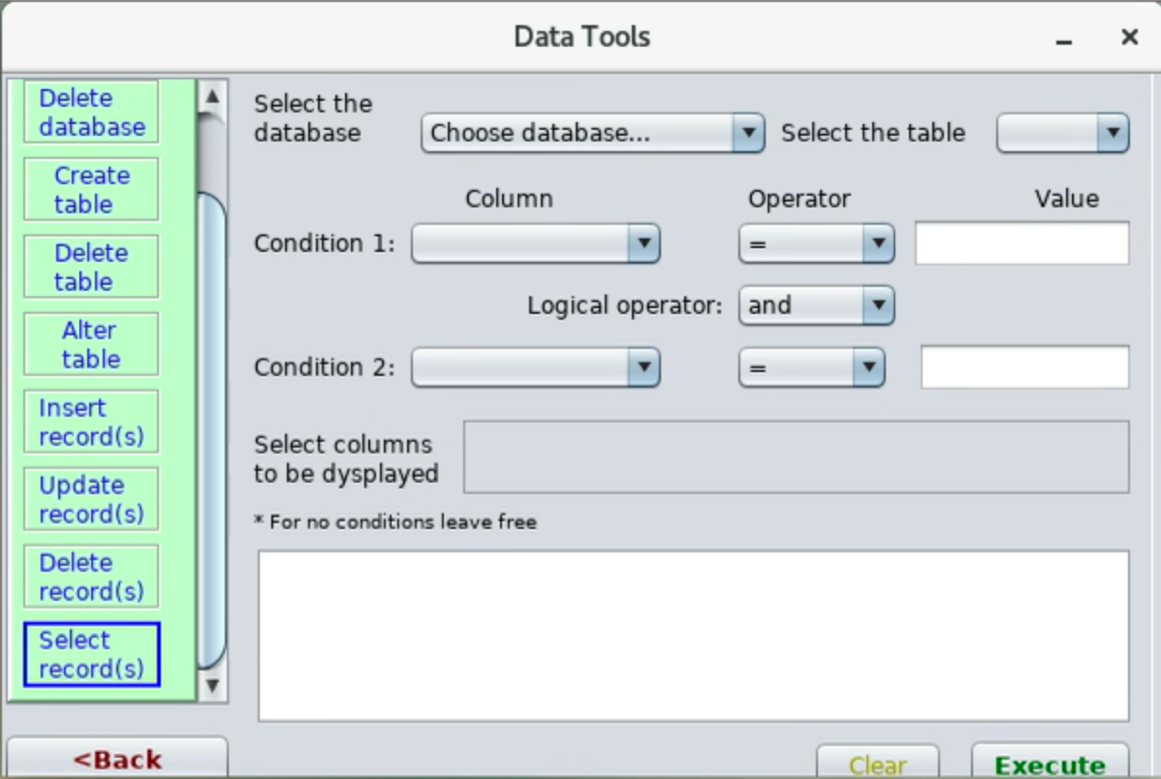 Data Tools
Delete
database
Create
table
Delete
table
Alter
table
Insert
record(s)
Update
record(s)
Delete
record(s)
Select
record(s)
<Back
Select the
database
Choose database...
Select the table
Column Operator Value
Condition 1: =
Logical operator: and
Condition 2: =
Select columns
to be dysplayed
* For no conditions leave free
Clear Execute